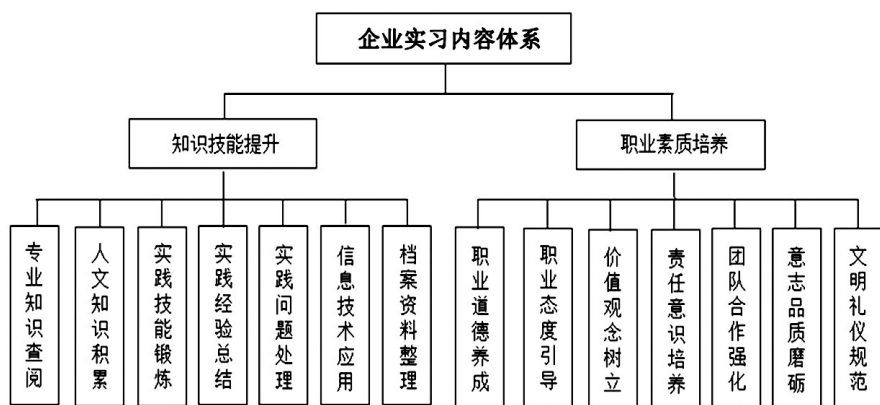 企业实习内容体系
知识技能提升
职业素质培养
专业知识查阅
人文知识积累
实践技能锻炼
实践经验总结
实践问题处理
信息技术应用
档案资料整理
职业道德养成
职业态度引导
价值观念树立
责任意识培养
团队合作强化
意志品质磨砺
文明礼仪规范